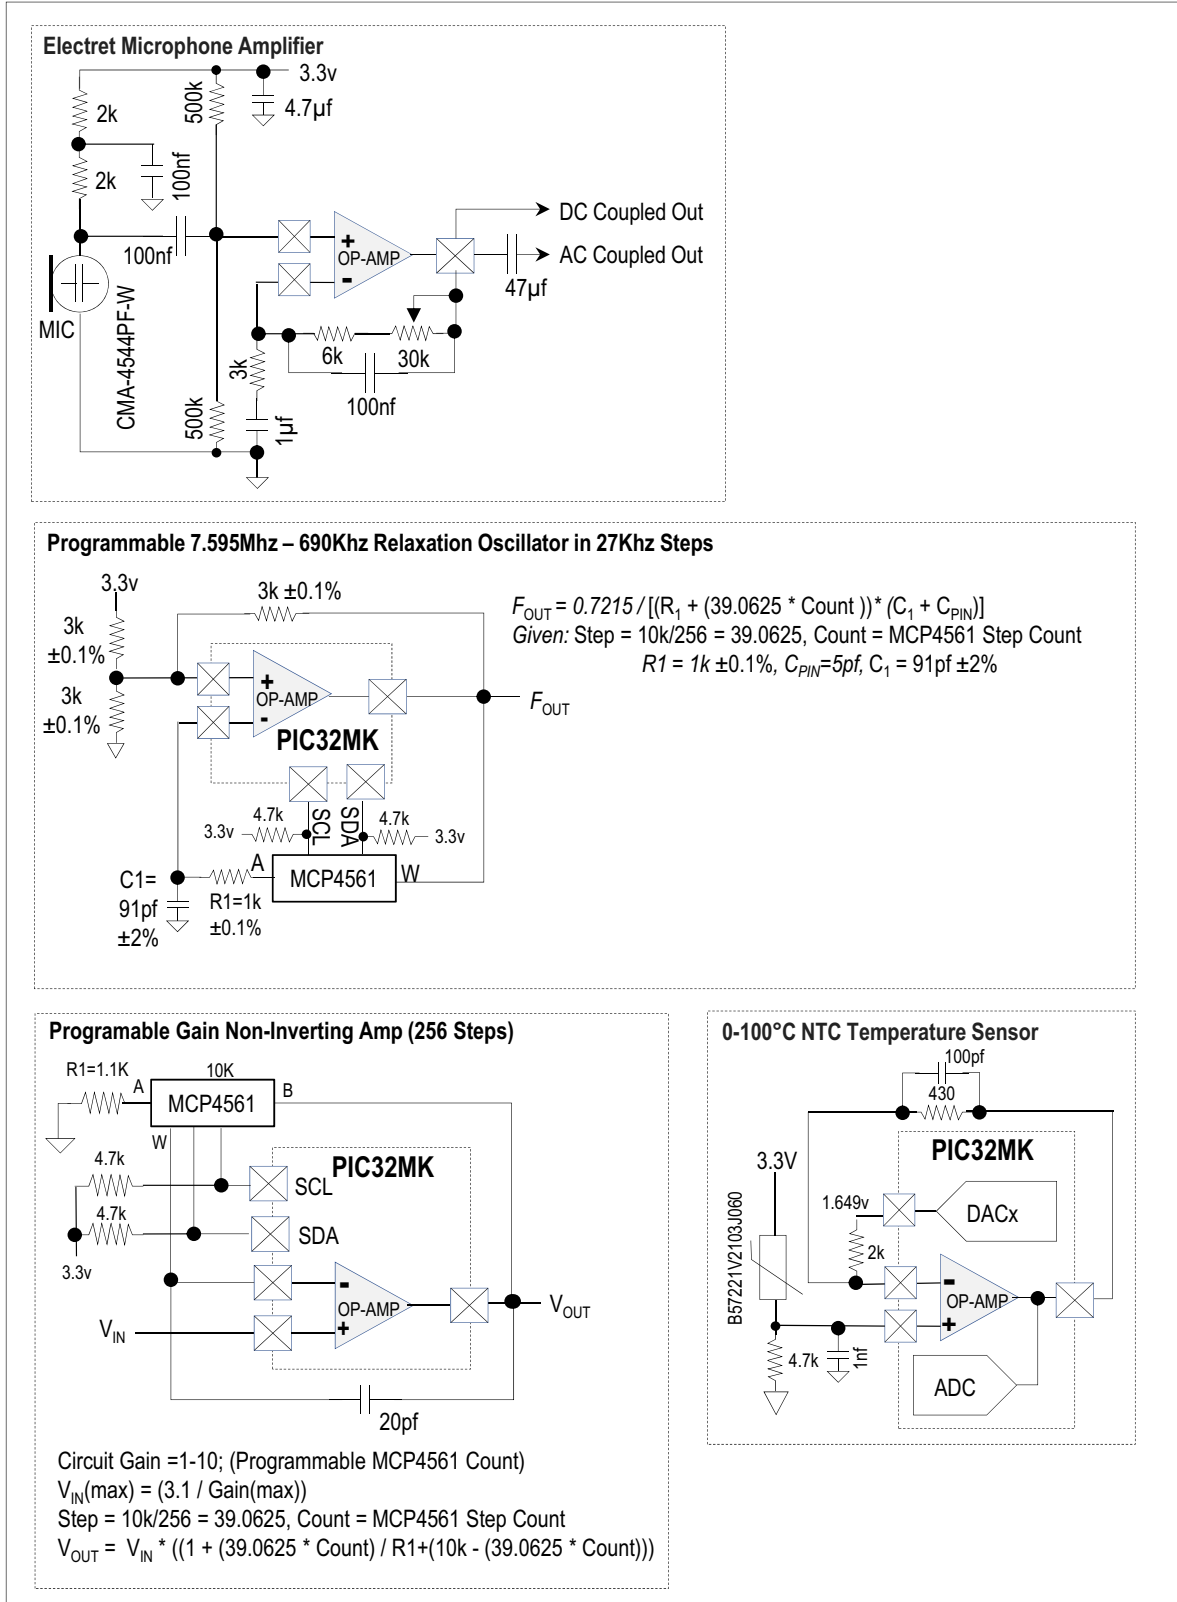 Electret Microphone Amplifier
3.3v
2k
500k
4.7µf
100nf
2k
DC Coupled Out
+
OP-AMP
-
AC Coupled Out
100nf
47µf
MIC
CMA-4544PF-W
3k
6k
30k
100nf
500k
1µf
Programmable 7.595Mhz – 690Khz Relaxation Oscillator in 27Khz Steps
3.3v
3k ±0.1%
3k
±0.1%
3k
±0.1%
+
OP-AMP
-
PIC32MK
FOUT
FOUT = 0.7215 / [(R1 + (39.0625 * Count ))* (C1 + CPIN)]
Given: Step = 10k/256 = 39.0625, Count = MCP4561 Step Count
R1 = 1k ±0.1%, CPIN=5pf, C1 = 91pf ±2%
4.7k
3.3v
SCL
SDA
4.7k
3.3v
A
MCP4561
W
C1=
91pf
±2%
R1=1k
±0.1%
Programable Gain Non-Inverting Amp (256 Steps)
R1=1.1K
10K
A
MCP4561
B
W
PIC32MK
4.7k
SCL
4.7k
SDA
3.3v
-
OP-AMP
+
VIN
VOUT
20pf
Circuit Gain =1-10; (Programmable MCP4561 Count)
VIN(max) = (3.1 / Gain(max))
Step = 10k/256 = 39.0625, Count = MCP4561 Step Count
VOUT = VIN * ((1 + (39.0625 * Count) / R1+(10k - (39.0625 * Count)))
0-100°C NTC Temperature Sensor
100pf
430
PIC32MK
3.3V
1.649v
DACx
B57221V2103J060
2k
-
OP-AMP
+
4.7k
1nf
ADC